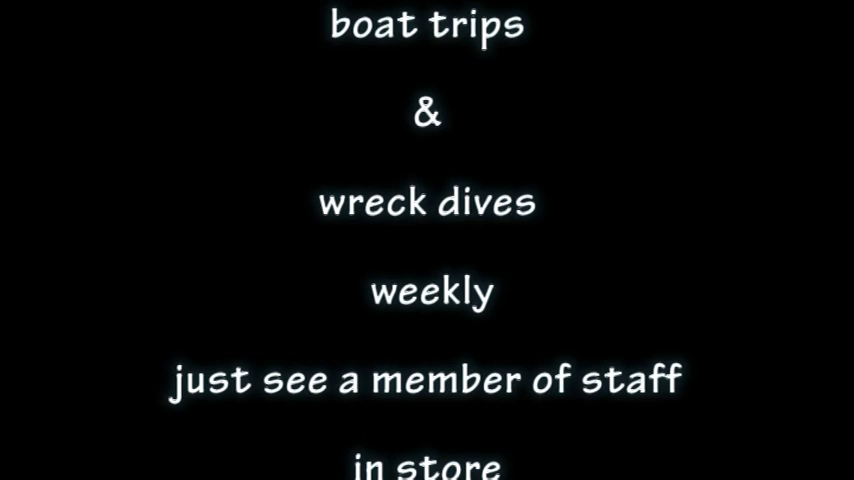 boat trips
&
wreck dives
weekly
just see a member of staff
in store